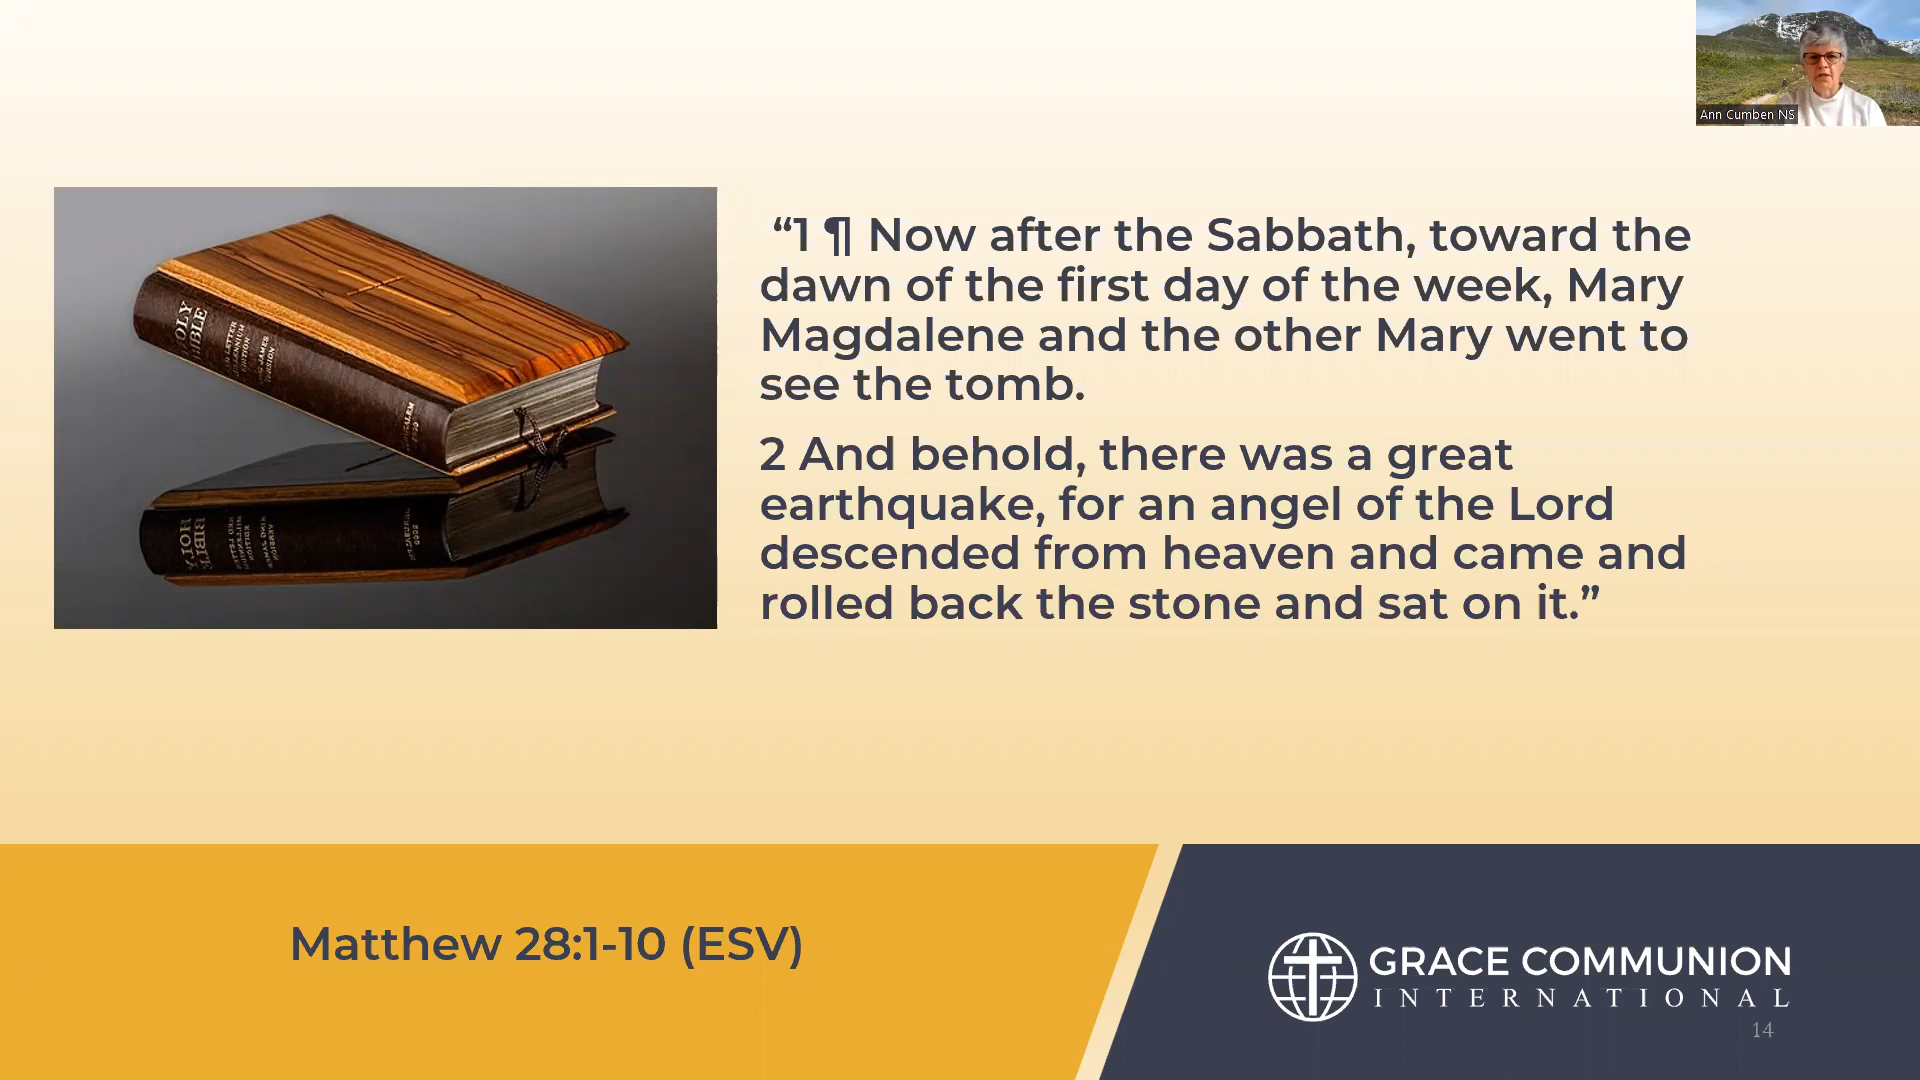 Ann Cumben NS
“1 ¶ Now after the Sabbath, toward the
dawn of the first day of the week, Mary
Magdalene and the other Mary went to
see the tomb.
2 And behold, there was a great
earthquake, for an angel of the Lord
descended from heaven and came and
rolled back the stone and sat on it.”
HOLY
BIBLE
Matthew 28:1-10 (ESV)
GRACE COMMUNION
INTERNATIONAL
14